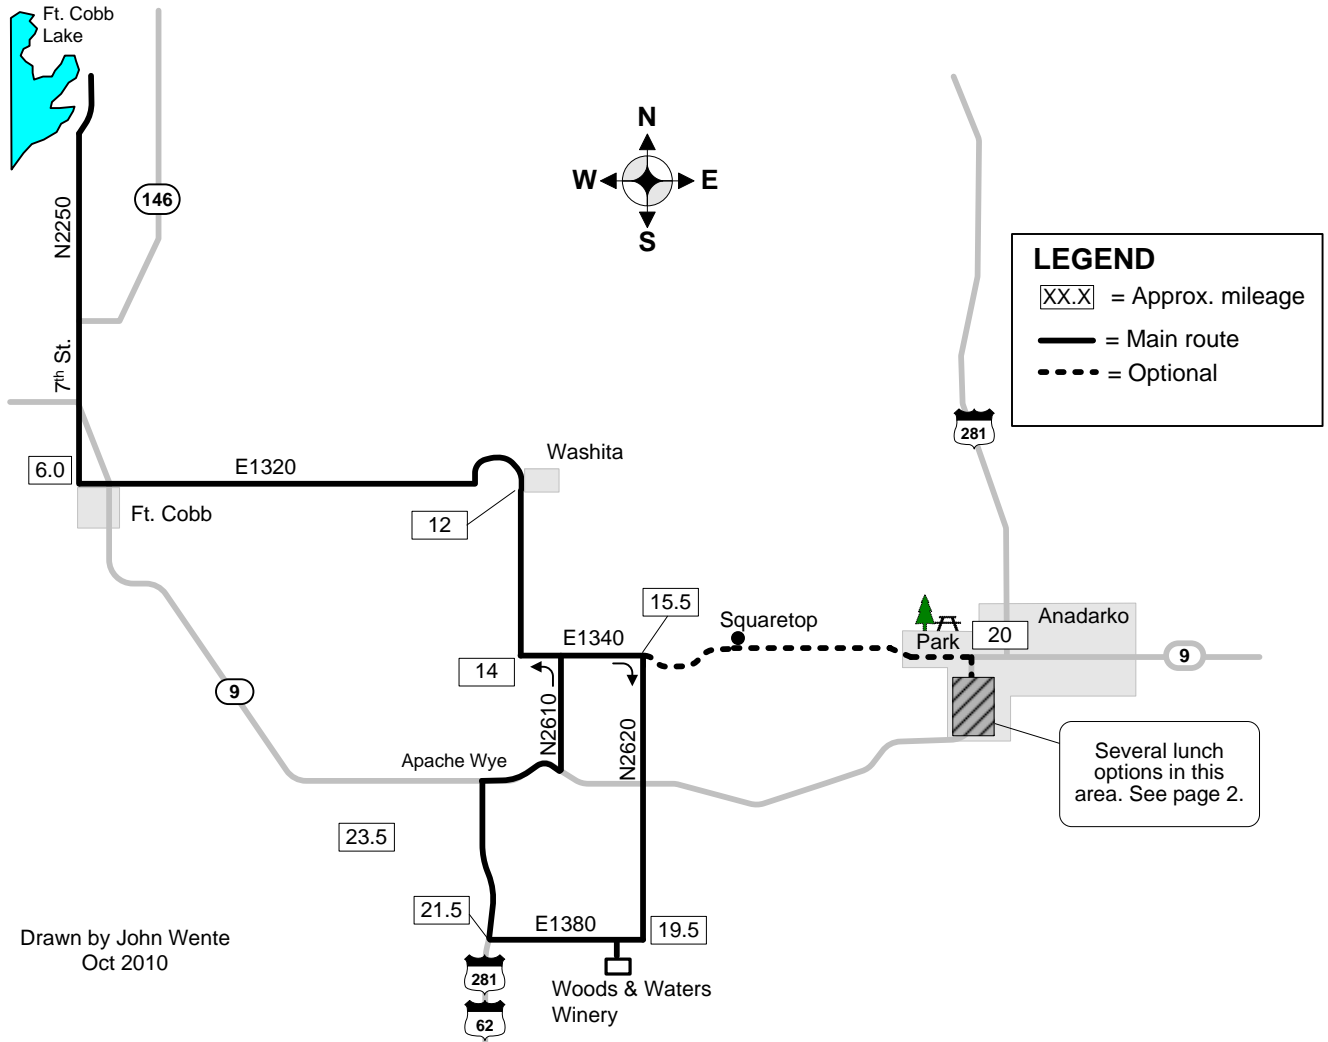 Ft. Cobb
Lake
146
N2250
N
W
E
S
LEGEND
XX.X = Approx. mileage
= Main route
= Optional
7th St.
281
Washita
6.0
E1320
12
Ft. Cobb
15.5
Squaretop
Anadarko
E1340
Park
20
9
14
9
N2610
N2620
Apache Wye
Several lunch
options in this
area. See page 2.
23.5
21.5
E1380
19.5
Drawn by John Wente
Oct 2010
281
62
Woods & Waters
Winery